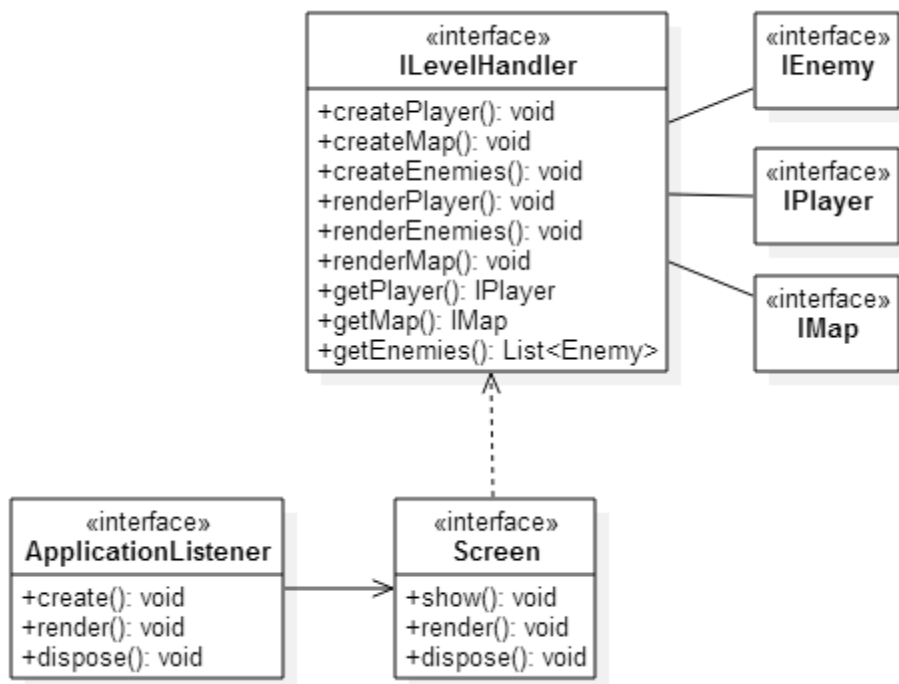 «interface»
ILevelHandler
+createPlayer(): void
+createMap(): void
+createEnemies(): void
+renderPlayer(): void
+renderEnemies(): void
+renderMap(): void
+getPlayer(): IPlayer
+getMap(): IMap
+getEnemies(): List<Enemy>
«interface»
IEnemy
«interface»
IPlayer
«interface»
IMap
«interface»
ApplicationListener
+create(): void
+render(): void
+dispose(): void
«interface»
Screen
+show(): void
+render(): void
+dispose(): void